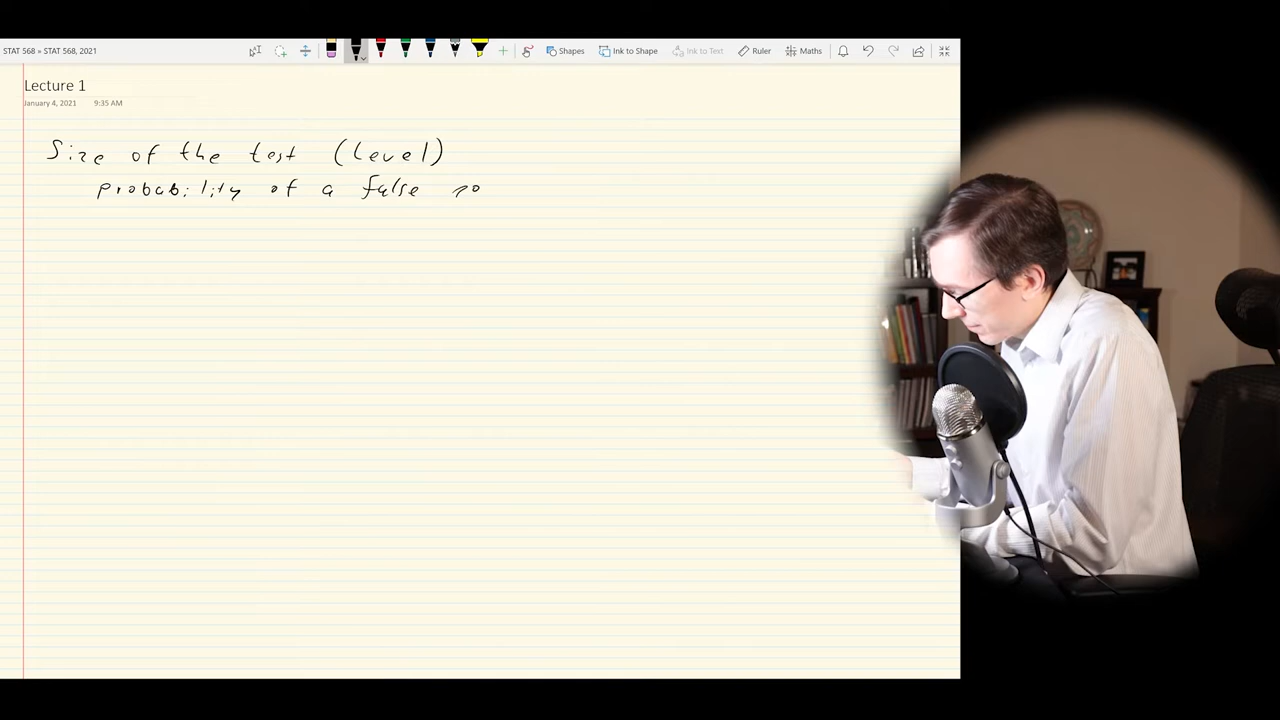 STAT 568 » STAT 568, 2021
Shapes
Ink to Shape
Ink to Text
Ruler
Maths
Lecture 1
January 4, 2021 9:35 AM
Size of the test (level)
probability of a false po